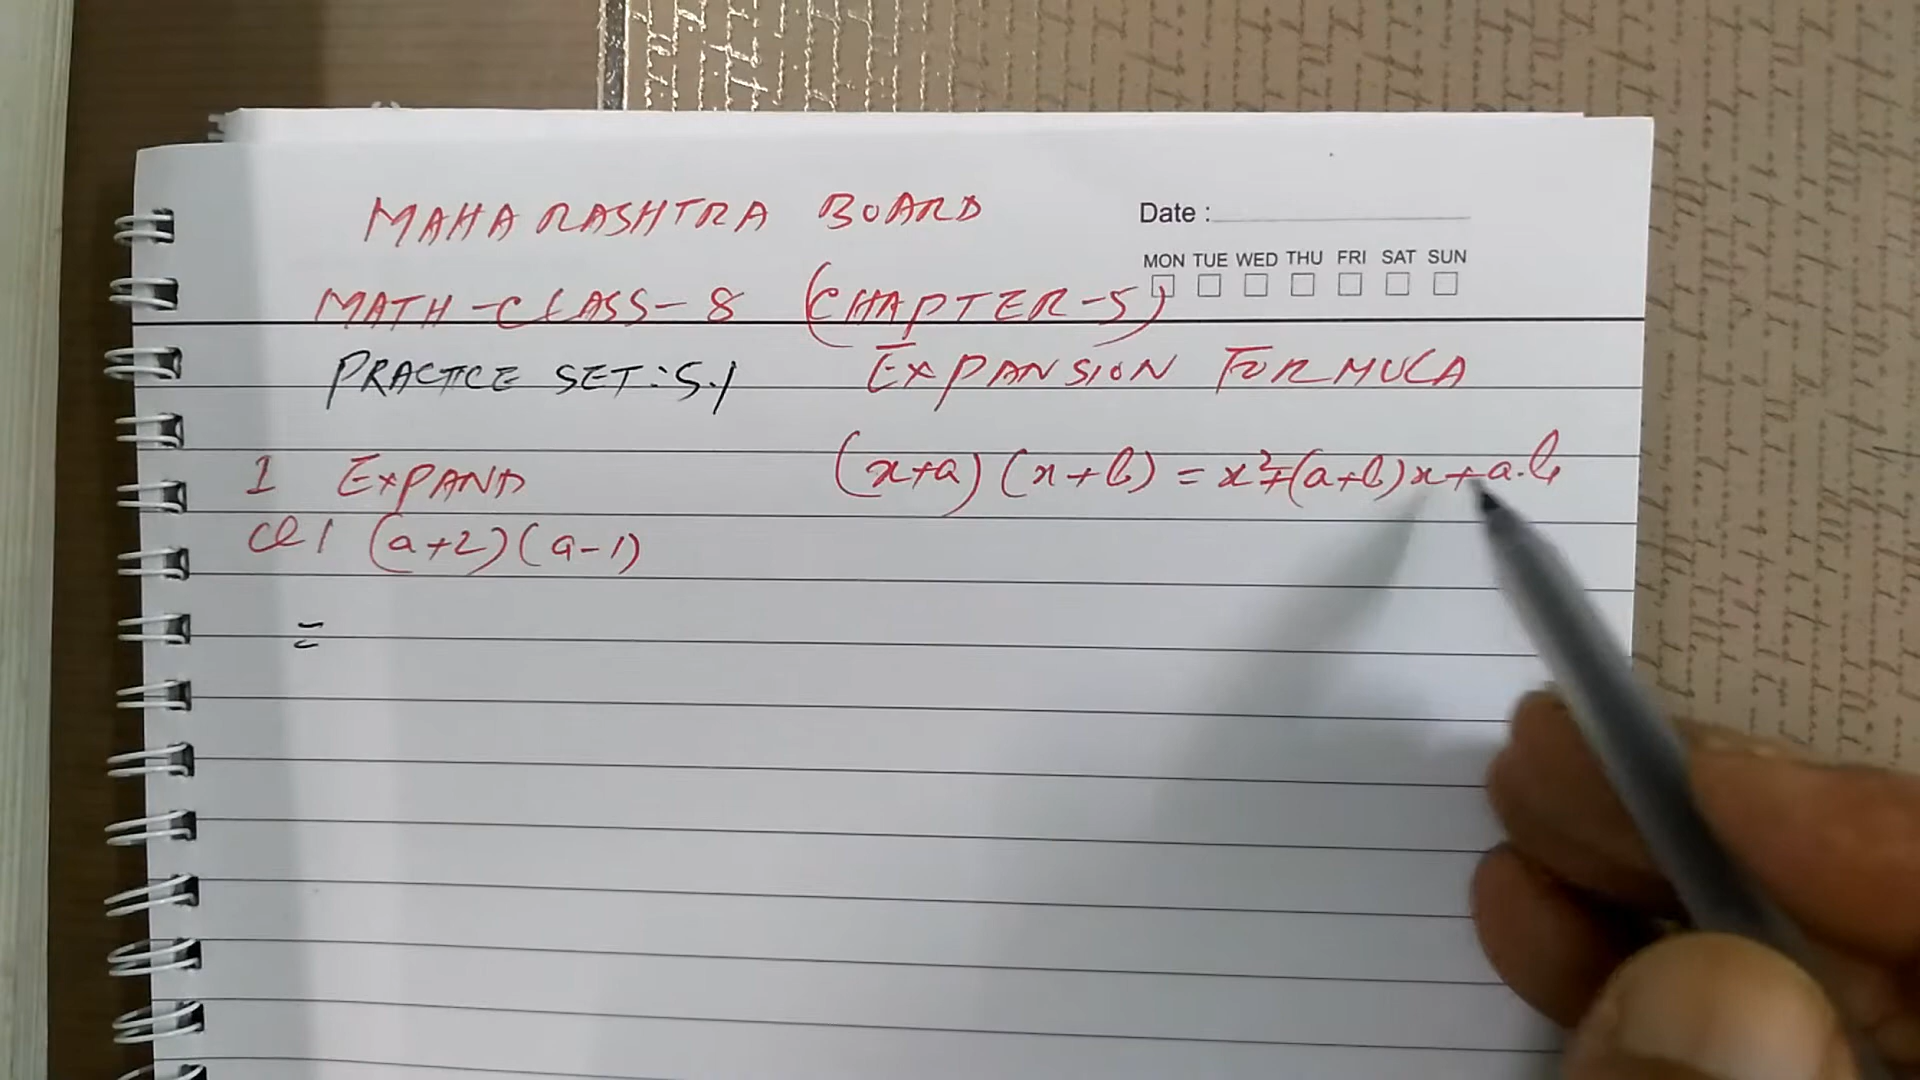 MAHARASHTRA BOARD
Date :
MON TUE WED THU FRI SAT SUN
MATH-CLASS-8 (CHAPTER-5)
PRACTICE SET:5.1 EXPANSION FORMULA
1 EXPAND (x+a)(x+b) = x²+(a+b)x+a.b
(a+2)(a-1)
=